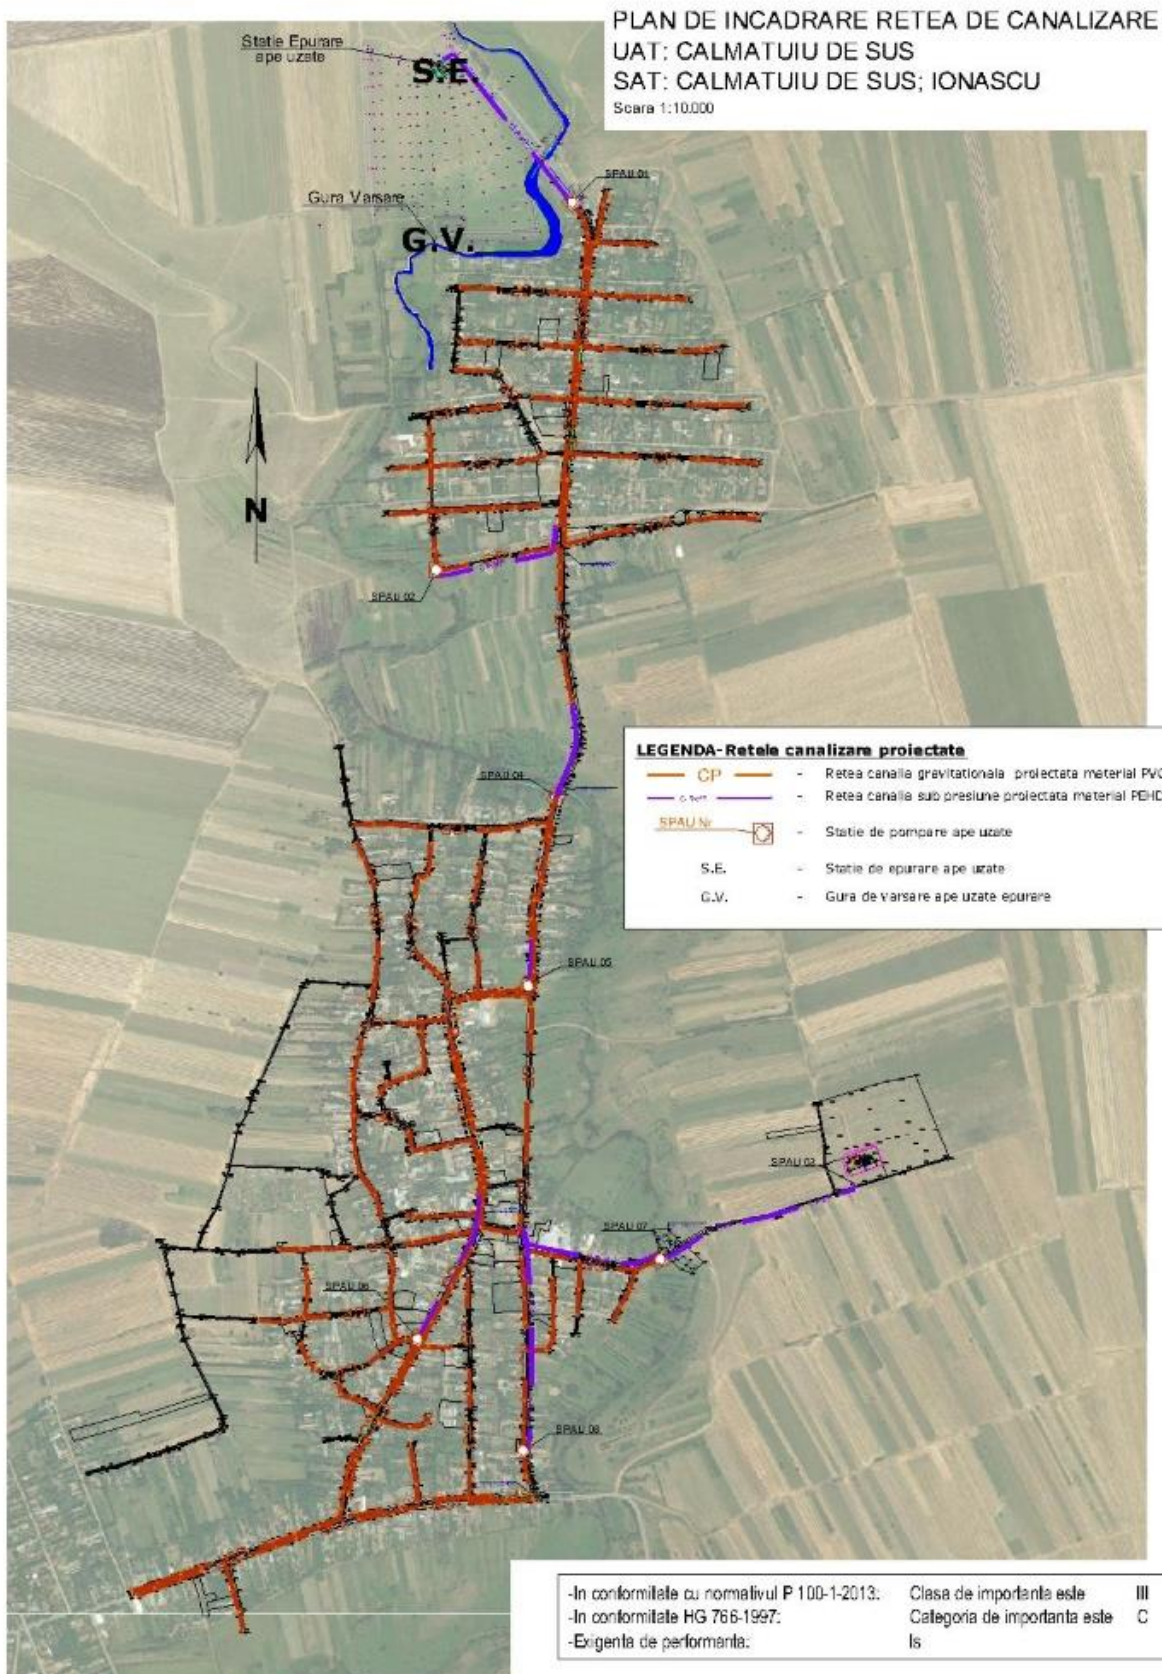 PLAN DE INCADRARE RETEA DE CANALIZARE
UAT: CALMATUIU DE SUS
SAT: CALMATUIU DE SUS; IONASCU
Scara 1:10.000
Statie Epurare
ape uzate
S.E.
SPAU 01
Gura Varsare
G.V.
N
SPAU 02
LEGENDA-Retele canalizare proiectate
CP - Retea canalia gravitationala proiectata material PVC
- Retea canalia sub presiune proiectata material PEHD
SPAU Nr - Statie de pompare ape uzate
S.E. - Statie de epurare ape uzate
G.V. - Gura de varsare ape uzate epurare
SPAU 04
SPAU 05
SPAU 03
SPAU 07
SPAU 06
SPAU 08
-In conformitate cu normativul P 100-1-2013: Clasa de importanta este III
-In conformitate HG 766-1997: Categoria de importanta este C
-Exigenta de performanta: Is